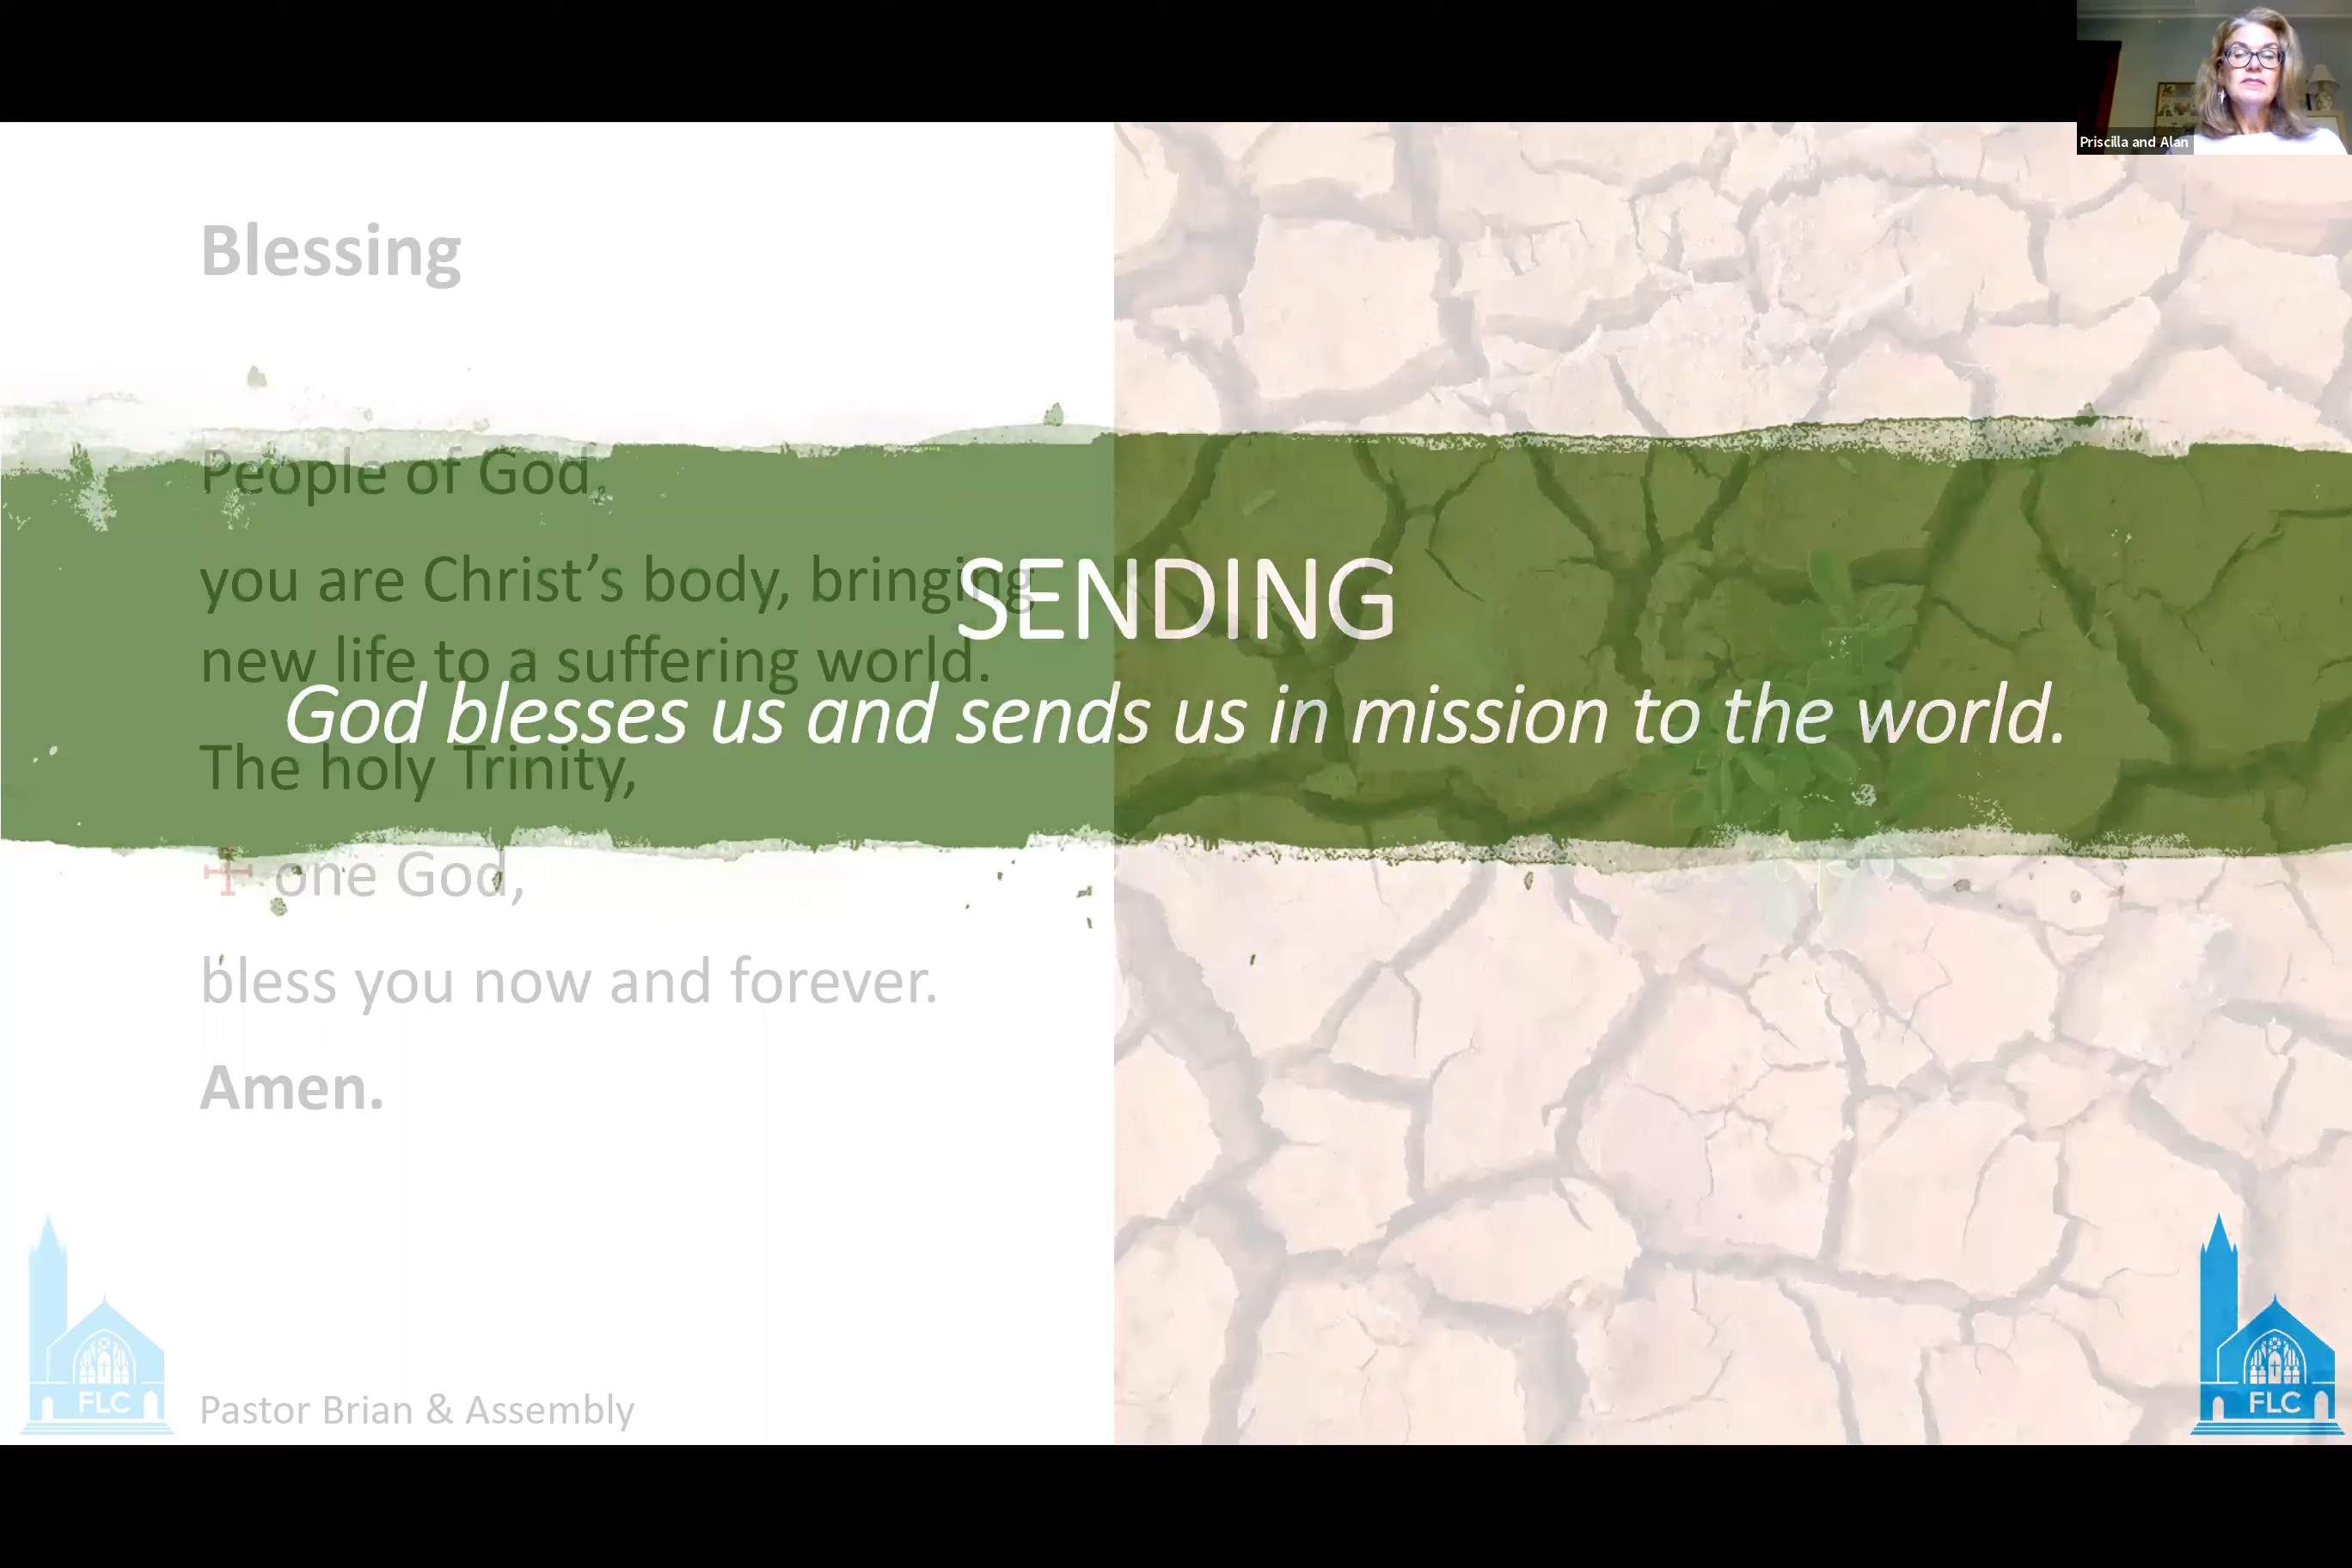 Priscilla and Alan
Blessing
People of God,
you are Christ’s body, bringing
new life to a suffering world.
The holy Trinity,
☩ one God,
bless you now and forever.
Amen.
SENDING
God blesses us and sends us in mission to the world.
FLC
Pastor Brian & Assembly
FLC